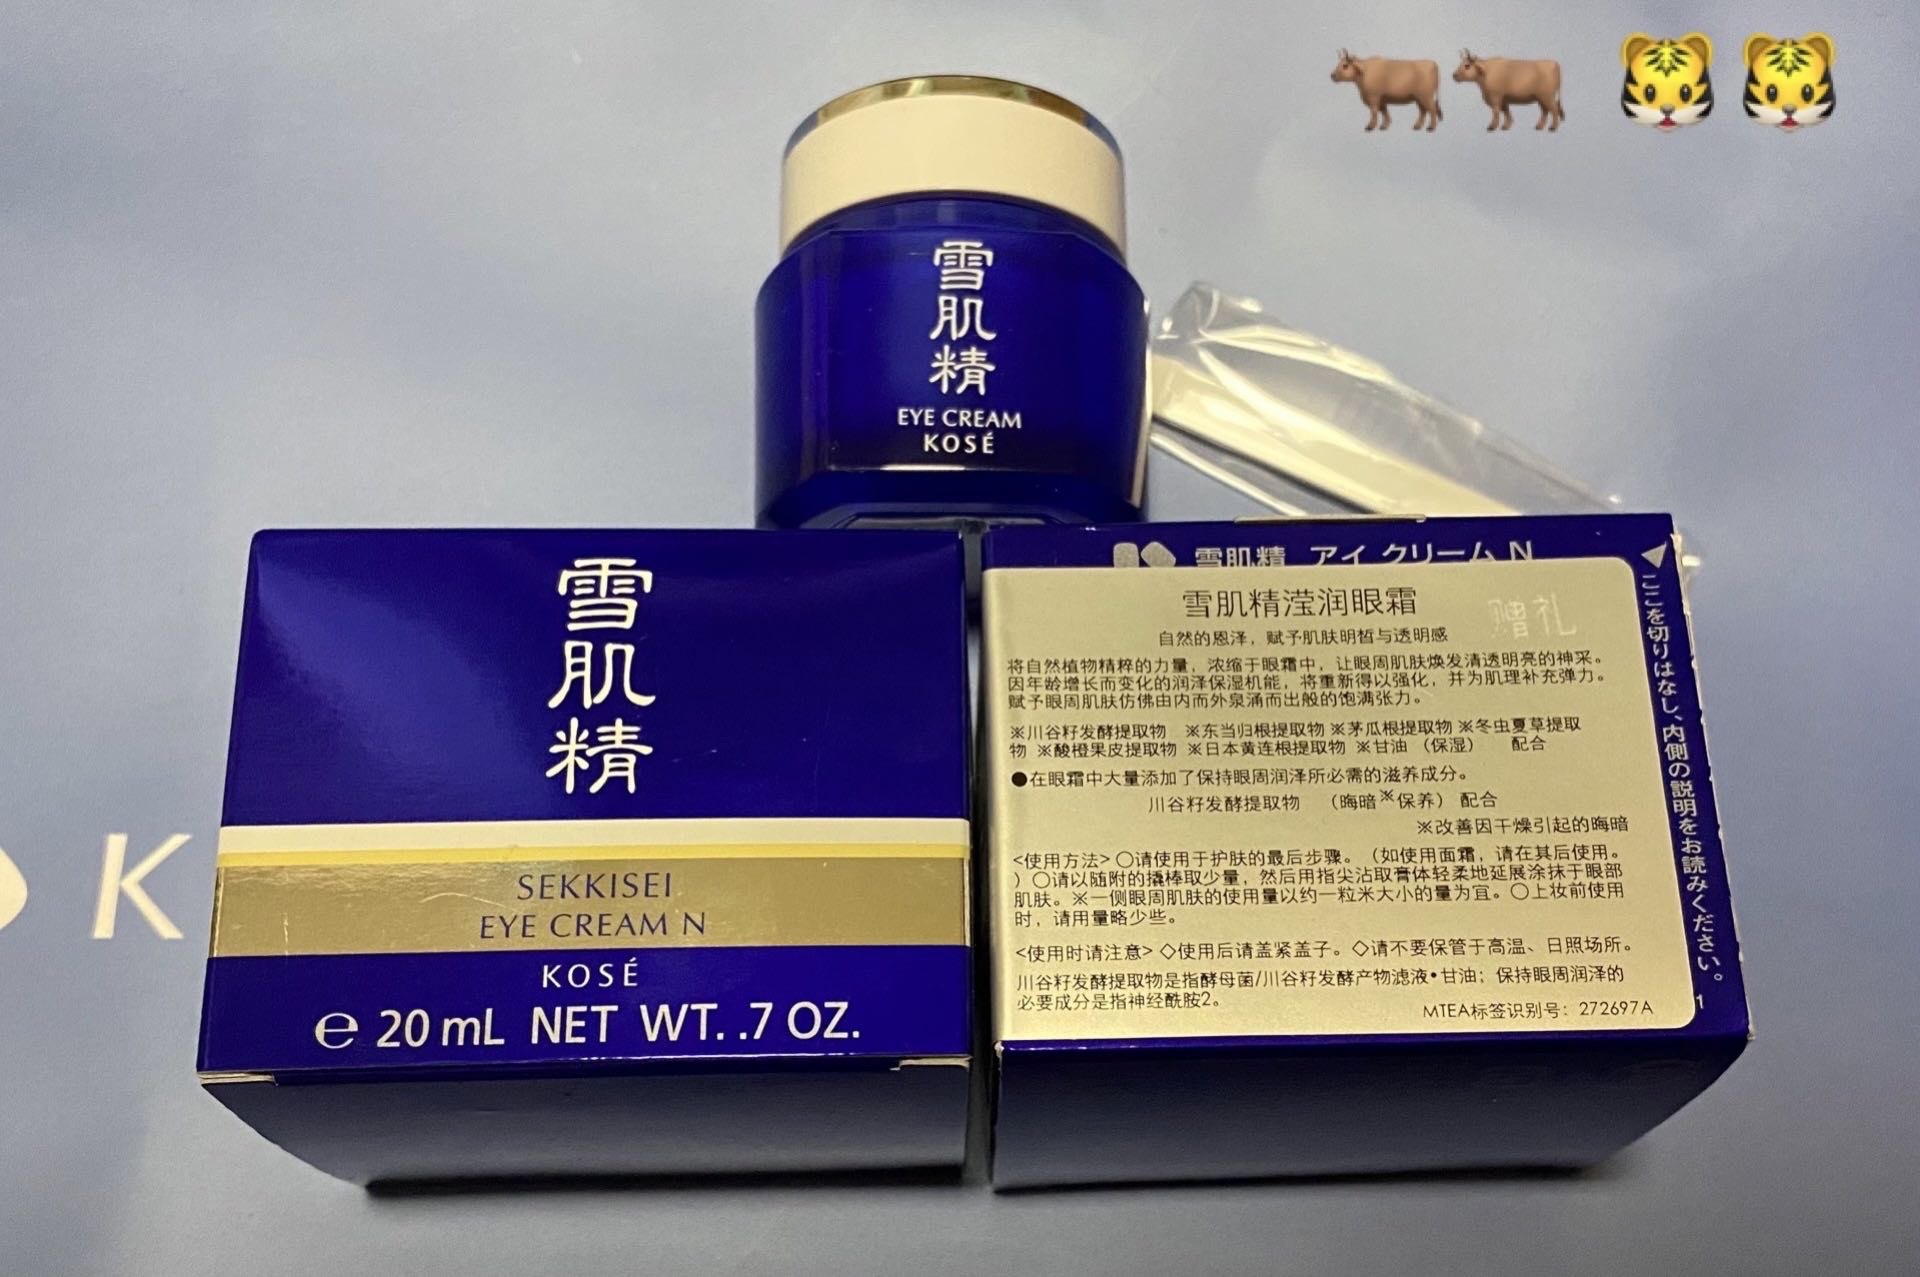 雪
肌
精
EYE CREAM
KOSÉ
K
雪
肌
精
SEKKISEI
EYE CREAM N
KOSÉ
℮ 20 mL NET WT. .7 OZ.
雪肌精 アイ クリーム N
雪肌精滢润眼霜
赠礼
自然的恩泽，赋予肌肤明皙与透明感
将自然植物精粹的力量，浓缩于眼霜中，让眼周肌肤焕发清透明亮的神采。
因年龄增长而变化的润泽保湿机能，将重新得以强化，并为肌理补充弹力。
赋予眼周肌肤仿佛由内而外泉涌而出般的饱满张力。
※川谷籽发酵提取物 ※东当归根提取物 ※茅瓜根提取物 ※冬虫夏草提取
物 ※酸橙果皮提取物 ※日本黄连根提取物 ※甘油 （保湿） 配合
●在眼霜中大量添加了保持眼周润泽所必需的滋养成分。
川谷籽发酵提取物 （晦暗※保养） 配合
※改善因干燥引起的晦暗
<使用方法> ○请使用于护肤的最后步骤。（如使用面霜，请在其后使用。
）○请以随附的撬棒取少量，然后用指尖沾取膏体轻柔地延展涂抹于眼部
肌肤。※一侧眼周肌肤的使用量以约一粒米大小的量为宜。○上妆前使用
时，请用量略少些。
<使用时请注意> ◇使用后请盖紧盖子。◇请不要保管于高温、日照场所。
川谷籽发酵提取物是指酵母菌/川谷籽发酵产物滤液•甘油；保持眼周润泽的
必要成分是指神经酰胺2。
MTEA标签识别号：272697A
◀ここを切りはなし、内側の説明をお読みください。
1